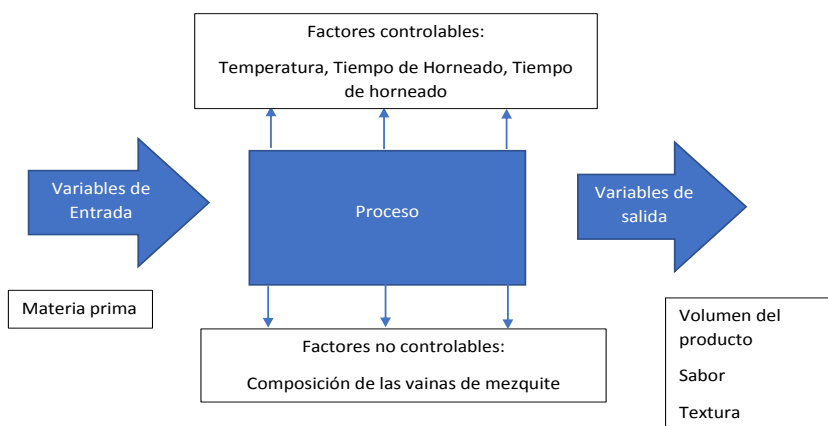 Factores controlables:
Temperatura, Tiempo de Horneado, Tiempo
de horneado
Variables de
Entrada
Proceso
Variables de
salida
Materia prima
Factores no controlables:
Composición de las vainas de mezquite
Volumen del
producto
Sabor
Textura